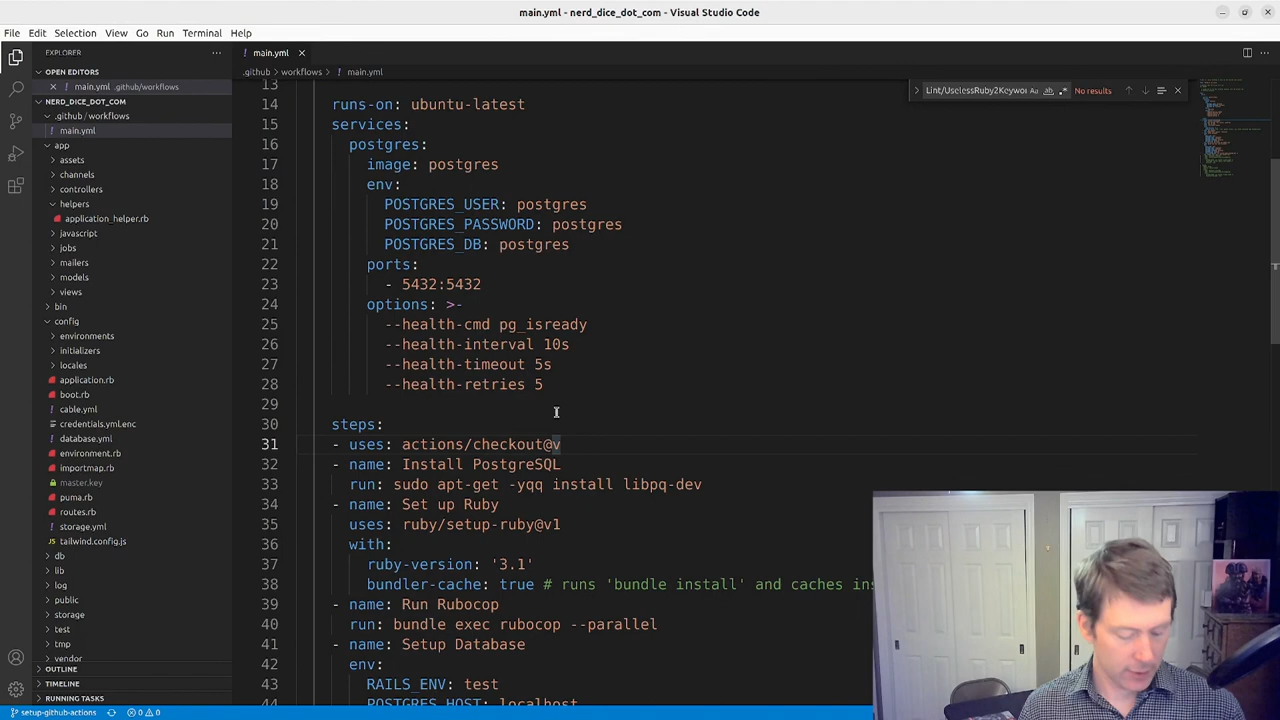 main.yml - nerd_dice_dot_com - Visual Studio Code
File Edit Selection View Go Run Terminal Help
EXPLORER
OPEN EDITORS
main.yml .github/workflows
NERD_DICE_DOT_COM
.github / workflows
main.yml
app
assets
channels
controllers
helpers
application_helper.rb
javascript
jobs
mailers
models
views
bin
config
environments
initializers
locales
application.rb
boot.rb
cable.yml
credentials.yml.enc
database.yml
environment.rb
importmap.rb
master.key
puma.rb
routes.rb
storage.yml
tailwind.config.js
db
lib
log
public
storage
test
tmp
vendor
OUTLINE
TIMELINE
RUNNING TASKS
main.yml
.github > workflows > main.yml
Lint/UselessRuby2Keywor No results
13
14 runs-on: ubuntu-latest
15 services:
16 postgres:
17 image: postgres
18 env:
19 POSTGRES_USER: postgres
20 POSTGRES_PASSWORD: postgres
21 POSTGRES_DB: postgres
22 ports:
23 - 5432:5432
24 options: >-
25 --health-cmd pg_isready
26 --health-interval 10s
27 --health-timeout 5s
28 --health-retries 5
29
30 steps:
31 - uses: actions/checkout@v
32 - name: Install PostgreSQL
33 run: sudo apt-get -yqq install libpq-dev
34 - name: Set up Ruby
35 uses: ruby/setup-ruby@v1
36 with:
37 ruby-version: '3.1'
38 bundler-cache: true # runs 'bundle install' and caches ins
39 - name: Run Rubocop
40 run: bundle exec rubocop --parallel
41 - name: Setup Database
42 env:
43 RAILS_ENV: test
44 POSTGRES_HOST: localhost
setup-github-actions 0 0